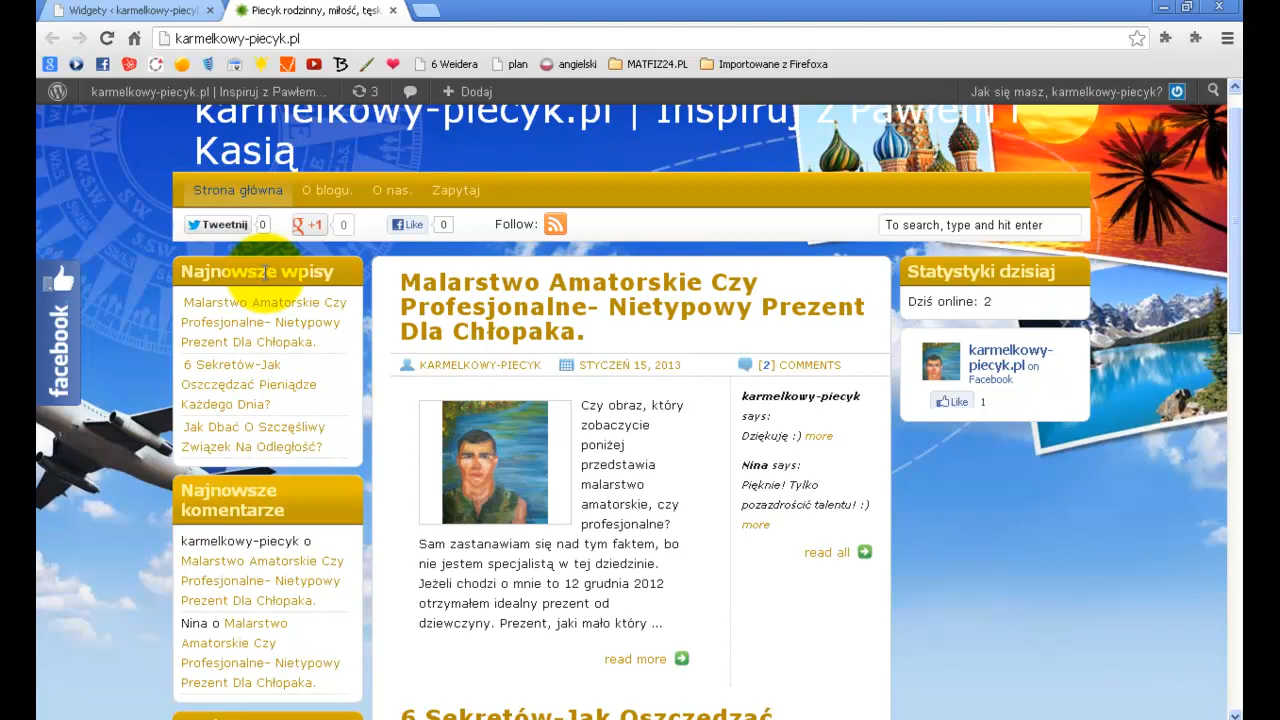 Widgety ‹ karmelkowy-piecyk
Piecyk rodzinny, miłość, tęsk
karmelkowy-piecyk.pl
6 Weidera
plan
angielski
MATFIZ24.PL
Importowane z Firefoxa
karmelkowy-piecyk.pl | Inspiruj z Pawłem...
3
Dodaj
Jak się masz, karmelkowy-piecyk?
karmelkowy-piecyk.pl | Inspiruj z Pawłem i
Kasią
Strona główna
O blogu.
O nas.
Zapytaj
Tweetnij
0
+1
0
Like
0
Follow:
To search, type and hit enter
facebook
Najnowsze wpisy
Malarstwo Amatorskie Czy
Profesjonalne– Nietypowy
Prezent Dla Chłopaka.
6 Sekretów–Jak
Oszczędzać Pieniądze
Każdego Dnia?
Jak Dbać O Szczęśliwy
Związek Na Odległość?
Najnowsze
komentarze
karmelkowy-piecyk o
Malarstwo Amatorskie Czy
Profesjonalne– Nietypowy
Prezent Dla Chłopaka.
Nina o Malarstwo
Amatorskie Czy
Profesjonalne– Nietypowy
Prezent Dla Chłopaka.
Malarstwo Amatorskie Czy
Profesjonalne– Nietypowy Prezent
Dla Chłopaka.
KARMELKOWY-PIECYK
STYCZEŃ 15, 2013
[2] COMMENTS
Czy obraz, który
zobaczycie
poniżej
przedstawia
malarstwo
amatorskie, czy
profesjonalne?
Sam zastanawiam się nad tym faktem, bo
nie jestem specjalistą w tej dziedzinie.
Jeżeli chodzi o mnie to 12 grudnia 2012
otrzymałem idealny prezent od
dziewczyny. Prezent, jaki mało który ...
read more
karmelkowy-piecyk
says:
Dziękuję :) more
Nina says:
Pięknie! Tylko
pozazdrościć talentu! :)
more
read all
6 Sekretów–Jak Oszczędzać
Statystyki dzisiaj
Dziś online: 2
karmelkowy-
piecyk.pl on
Facebook
Like
1